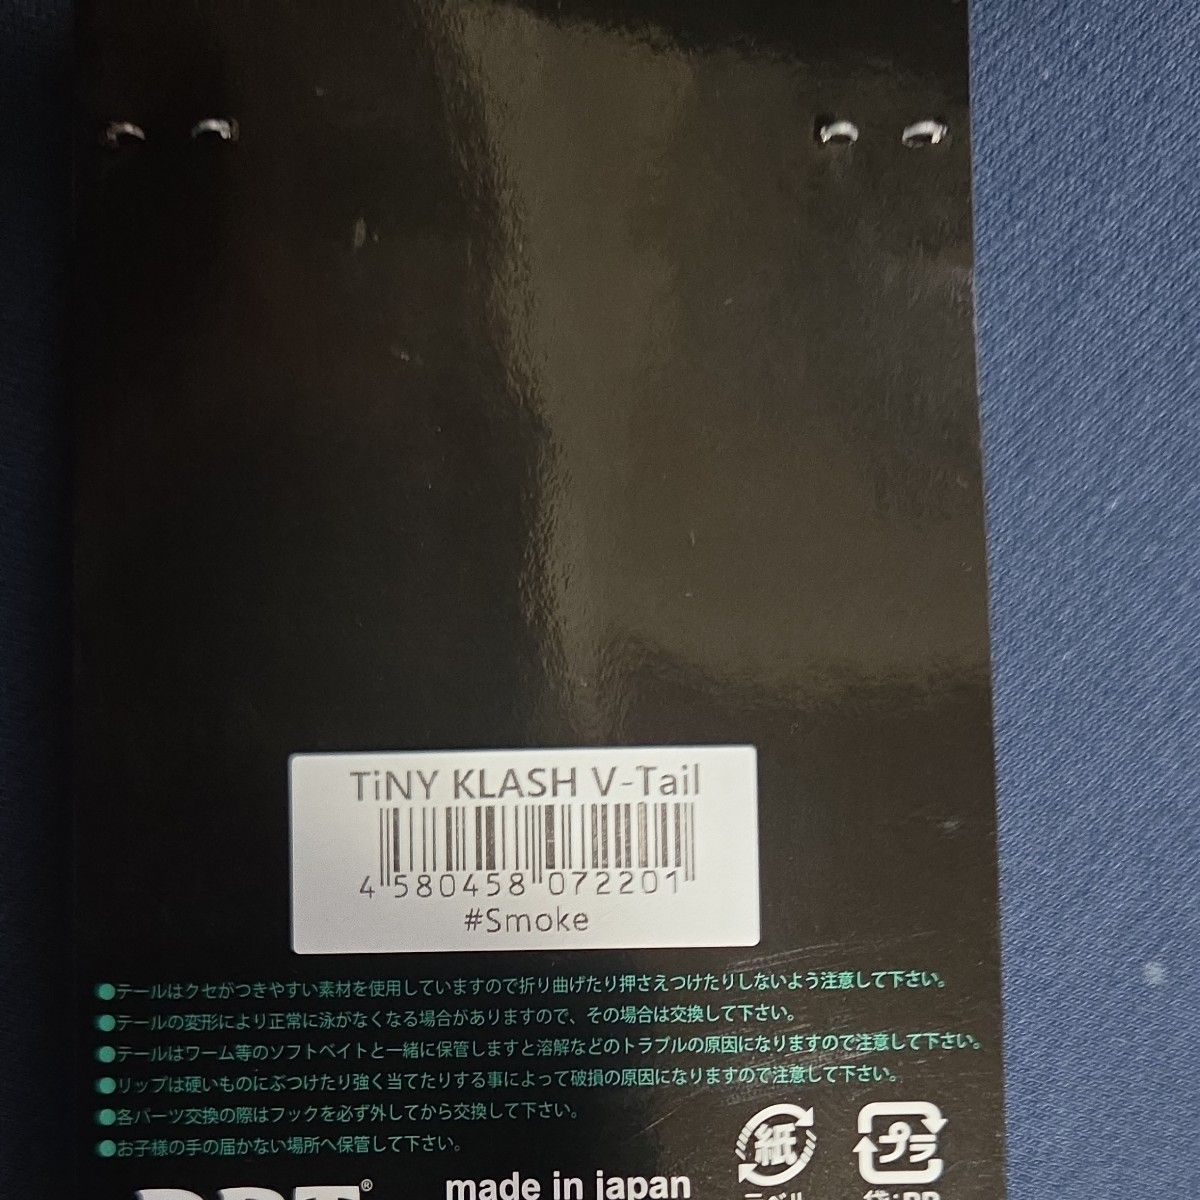 TiNY KLASH V-Tail
4 580458 072201
#Smoke
●テールはクセがつきやすい素材を使用していますので折り曲げたり押さえつけたりしないよう注意して下さい。
●テールの変形により正常に泳がなくなる場合がありますので、その場合は交換して下さい。
●テールはワーム等のソフトベイトと一緒に保管しますと溶解などのトラブルの原因になりますので注意して下さい。
●リップは硬いものにぶつけたり強く当てたりする事によって破損の原因になりますので注意して下さい。
●各パーツ交換の際はフックを必ず外してから交換して下さい。
●お子様の手の届かない場所へ保管して下さい。
紙
プラ
®
made in japan